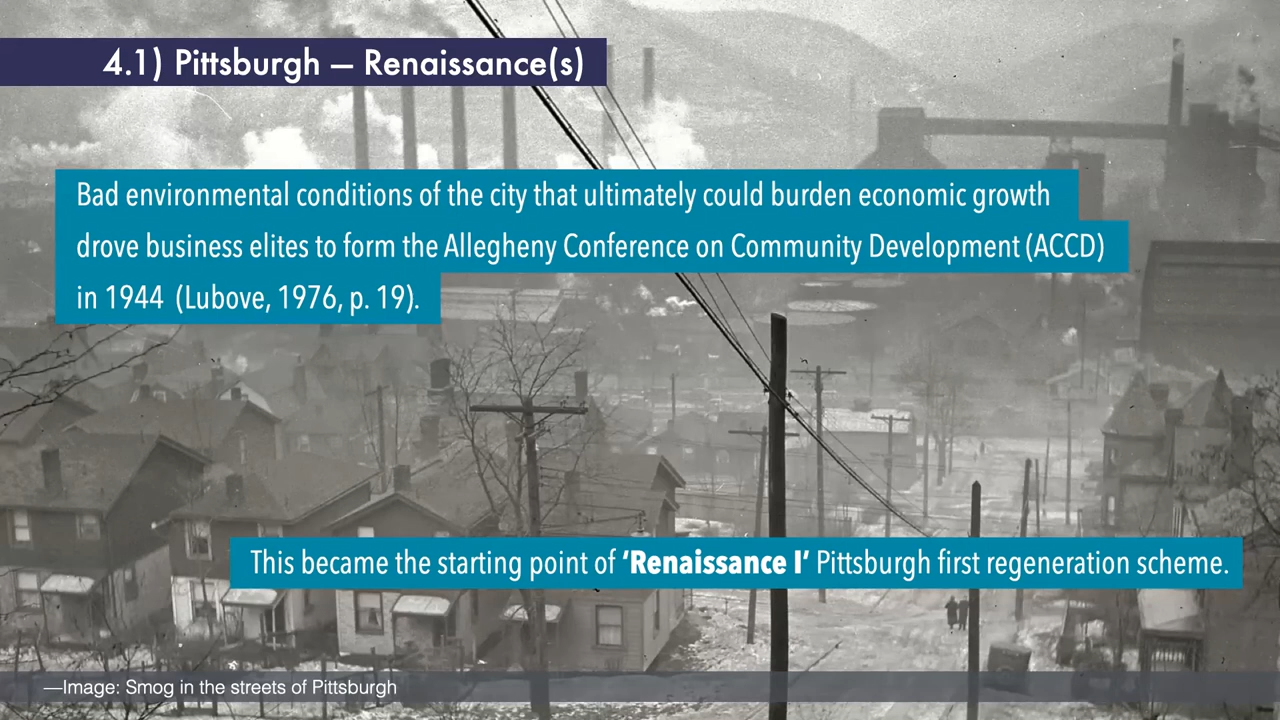 4.1) Pittsburgh — Renaissance(s)
Bad environmental conditions of the city that ultimately could burden economic growth
drove business elites to form the Allegheny Conference on Community Development (ACCD)
in 1944 (Lubove, 1976, p. 19).
This became the starting point of ‘Renaissance I’ Pittsburgh first regeneration scheme.
—Image: Smog in the streets of Pittsburgh